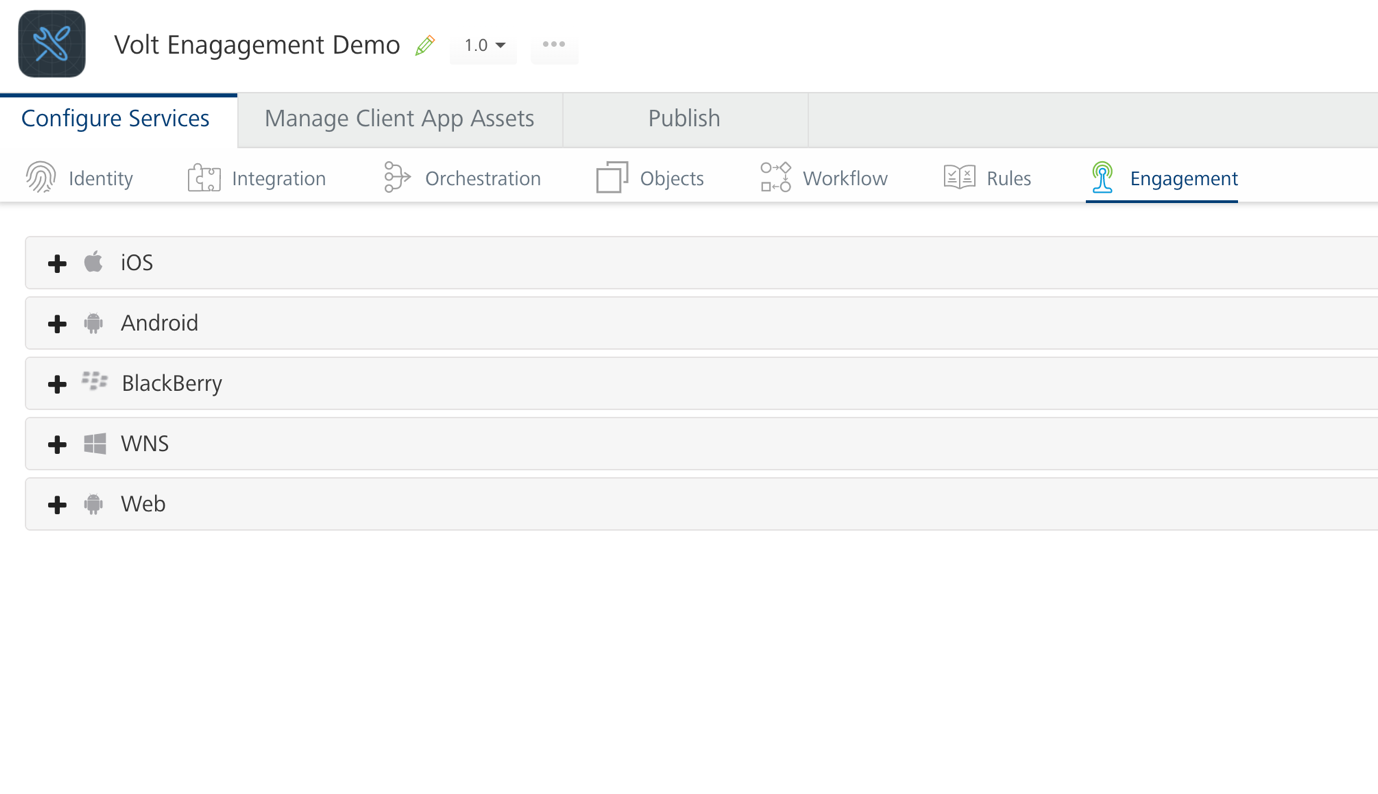 Volt Enagagement Demo 1.0
Configure Services Manage Client App Assets Publish
Identity Integration Orchestration Objects Workflow Rules Engagement
iOS
Android
BlackBerry
WNS
Web